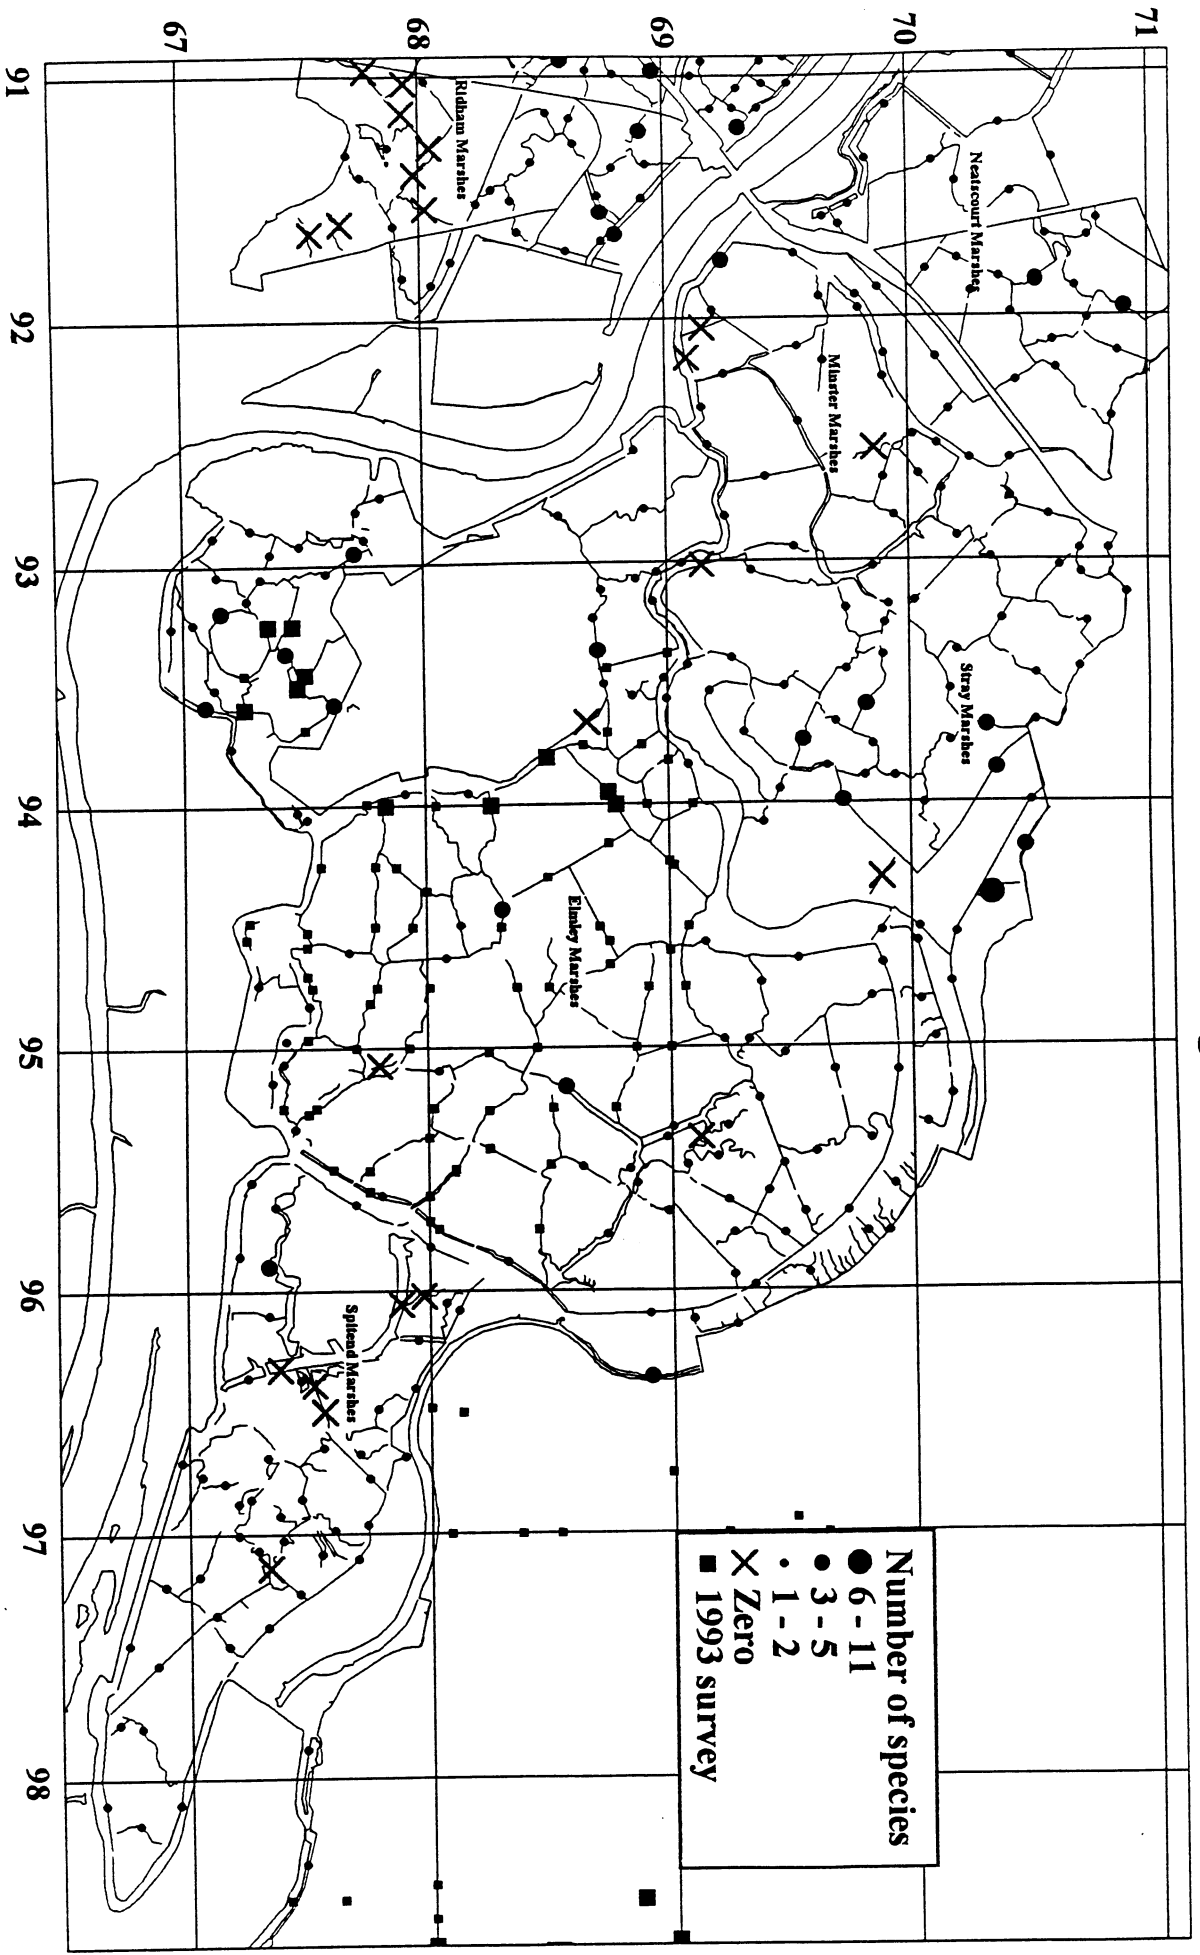 71
70
69
68
67
91
92
93
94
95
96
97
98
Neatscourt Marshes
Ridham Marshes
Minster Marshes
Stray Marshes
Elmley Marshes
Spitend Marshes
Number of species
6 - 11
3 - 5
1 - 2
Zero
1993 survey